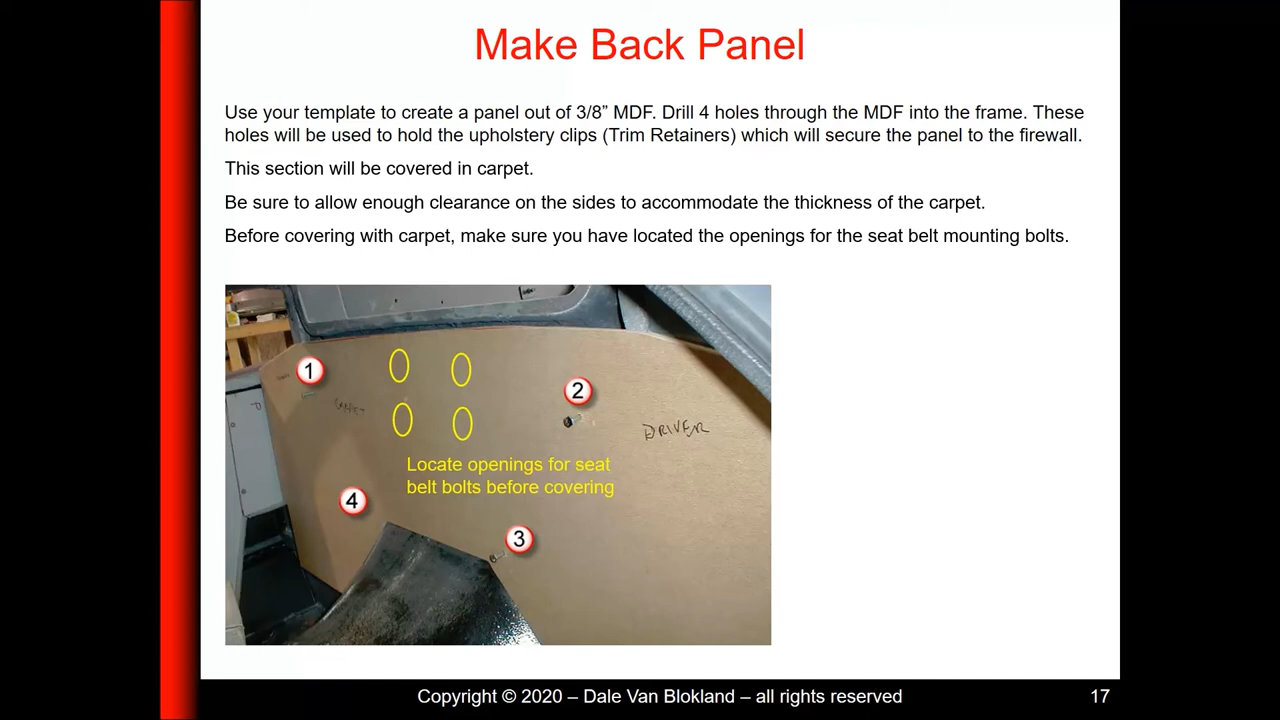 Make Back Panel
Use your template to create a panel out of 3/8” MDF. Drill 4 holes through the MDF into the frame. These
holes will be used to hold the upholstery clips (Trim Retainers) which will secure the panel to the firewall.
This section will be covered in carpet.
Be sure to allow enough clearance on the sides to accommodate the thickness of the carpet.
Before covering with carpet, make sure you have located the openings for the seat belt mounting bolts.
1
2
CARPET
DRIVER
Locate openings for seat
belt bolts before covering
4
3
Copyright © 2020 – Dale Van Blokland – all rights reserved
17